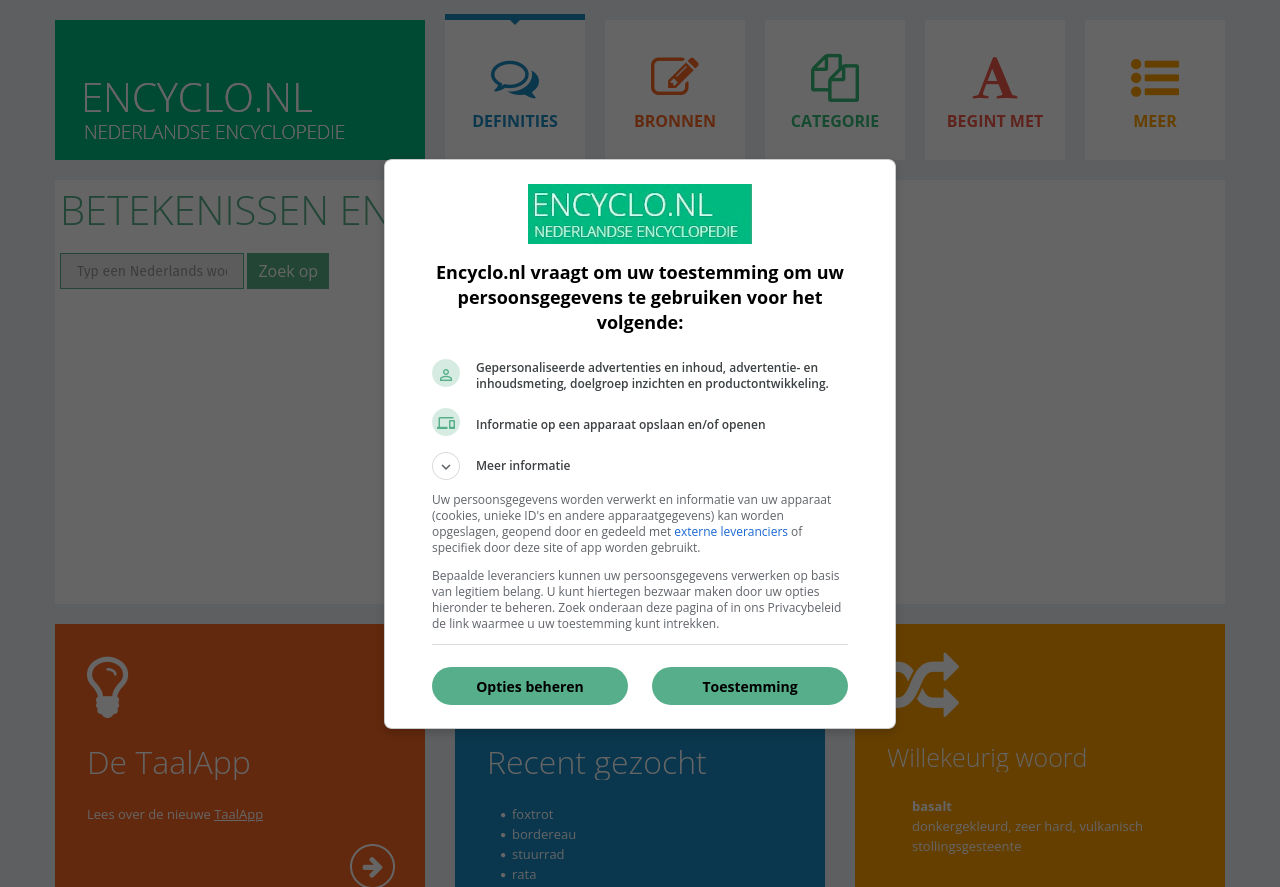 ENCYCLO.NL
NEDERLANDSE ENCYCLOPEDIE
DEFINITIES
BRONNEN
CATEGORIE
BEGINT MET
MEER
BETEKENISSEN EN
Typ een Nederlands
Zoek op
ENCYCLO.NL
NEDERLANDSE ENCYCLOPEDIE
Encyclo.nl vraagt om uw toestemming om uw
persoonsgegevens te gebruiken voor het
volgende:
Gepersonaliseerde advertenties en inhoud, advertentie- en
inhoudsmeting, doelgroep inzichten en productontwikkeling.
Informatie op een apparaat opslaan en/of openen
Meer informatie
Uw persoonsgegevens worden verwerkt en informatie van uw apparaat
(cookies, unieke ID's en andere apparaatgegevens) kan worden
opgeslagen, geopend door en gedeeld met externe leveranciers of
specifiek door deze site of app worden gebruikt.
Bepaalde leveranciers kunnen uw persoonsgegevens verwerken op basis
van legitiem belang. U kunt hiertegen bezwaar maken door uw opties
hieronder te beheren. Zoek onderaan deze pagina of in ons Privacybeleid
de link waarmee u uw toestemming kunt intrekken.
Opties beheren
Toestemming
De TaalApp
Lees over de nieuwe TaalApp
Recent gezocht
foxtrot
bordereau
stuurrad
rata
Willekeurig woord
basalt
donkergekleurd, zeer hard, vulkanisch
stollingsgesteente